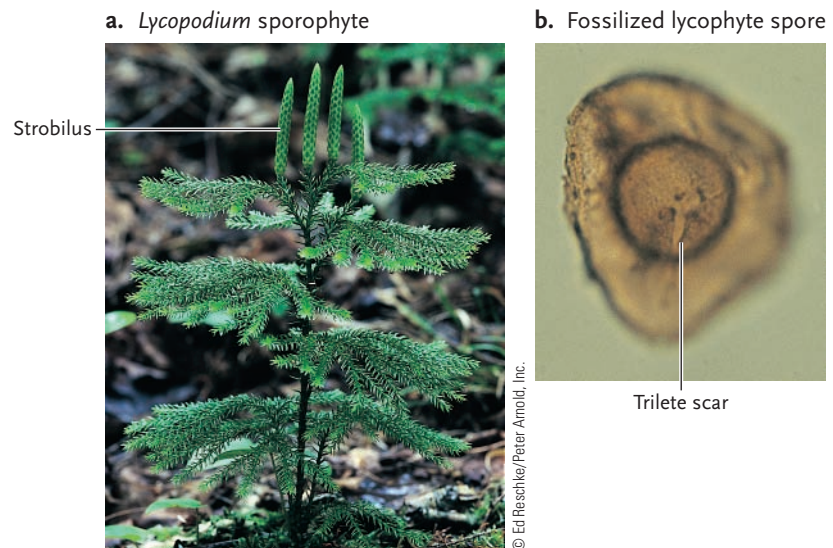 a. Lycopodium sporophyte
Strobilus
© Ed Reschke/Peter Arnold, Inc.
b. Fossilized lycophyte spore
Trilete scar